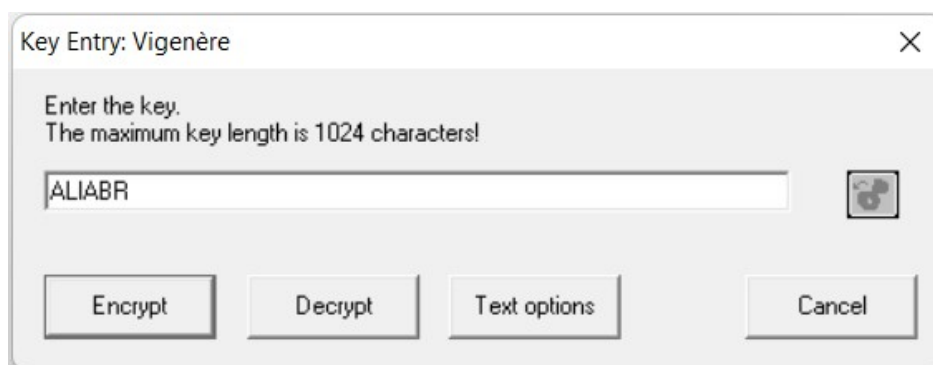 Key Entry: Vigenère
Enter the key.
The maximum key length is 1024 characters!
ALIABR
Encrypt Decrypt Text options Cancel